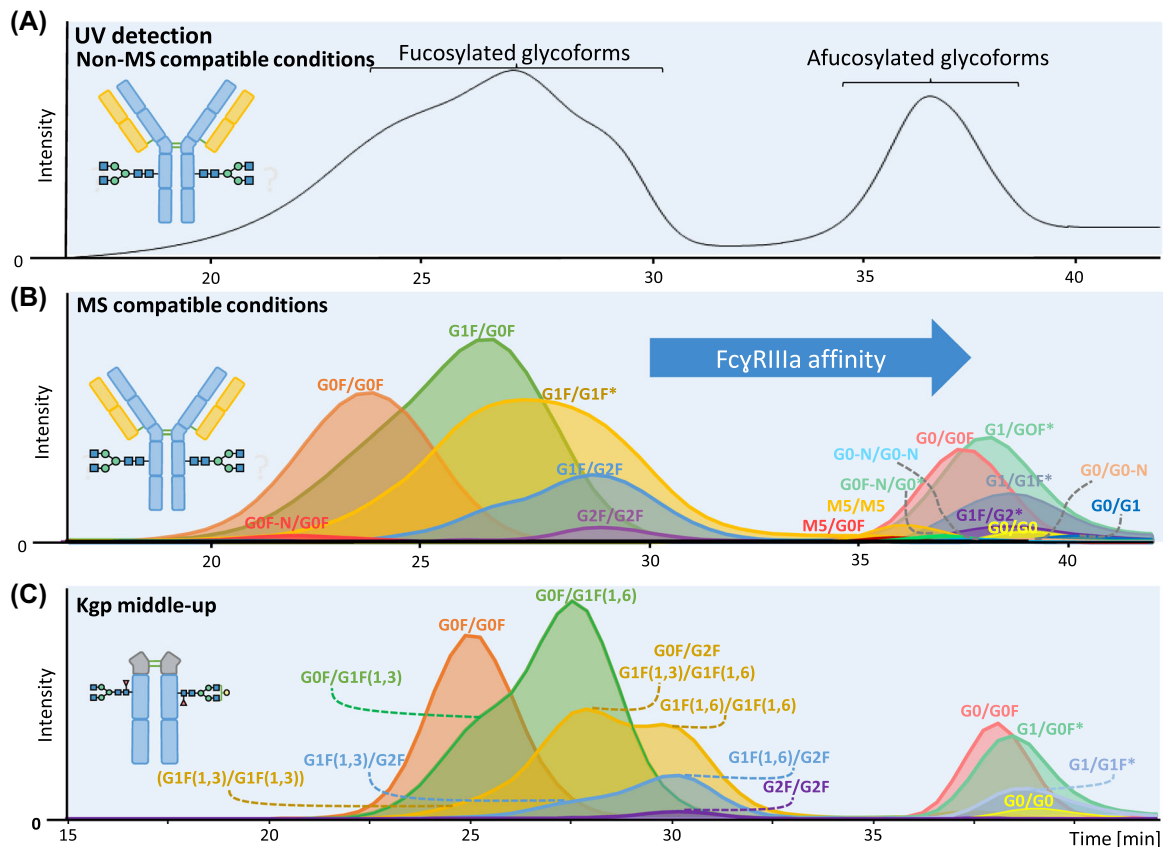 (A)
UV detection
Non-MS compatible conditions
Fucosylated glycoforms
Afucosylated glycoforms
Intensity
? ?
0
20 25 30 35 40
(B)
MS compatible conditions
G1F/G0F
FcɣRIIIa affinity
G0F/G0F
G1F/G1F*
Intensity
G0/G0F
G1/GOF*
G0-N/G0-N
G1F/G2F
G0/G0-N
? ?
G0F-N/G0*
G1/G1F*
M5/M5
G0/G1
G2F/G2F
G1F/G2*
G0F-N/G0F
M5/G0F
G0/G0
0
20 25 30 35 40
(C)
Kgp middle-up
G0F/G1F(1,6)
G0F/G0F
G0F/G2F
G1F(1,3)/G1F(1,6)
G0F/G1F(1,3)
G1F(1,6)/G1F(1,6)
Intensity
G0/G0F
G1/G0F*
G1F(1,3)/G2F
G1F(1,6)/G2F
G1/G1F*
(G1F(1,3)/G1F(1,3))
G2F/G2F
G0/G0
0
15 20 25 30 35 Time [min]